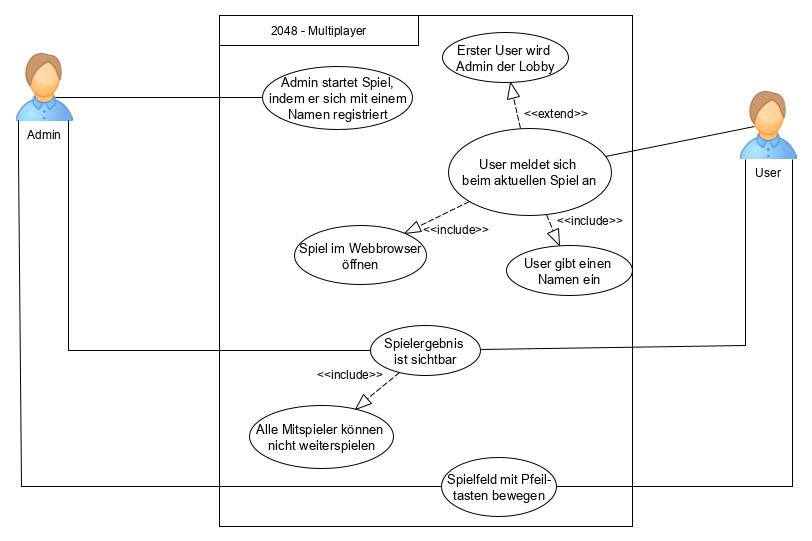 2048 - Multiplayer
Erster User wird
Admin der Lobby
Admin startet Spiel,
indem er sich mit einem
Namen registriert
Admin
<<extend>>
User meldet sich
beim aktuellen Spiel an
User
<<include>>
<<include>>
Spiel im Webbrowser
öffnen
User gibt einen
Namen ein
Spielergebnis
ist sichtbar
<<include>>
Alle Mitspieler können
nicht weiterspielen
Spielfeld mit Pfeil-
tasten bewegen